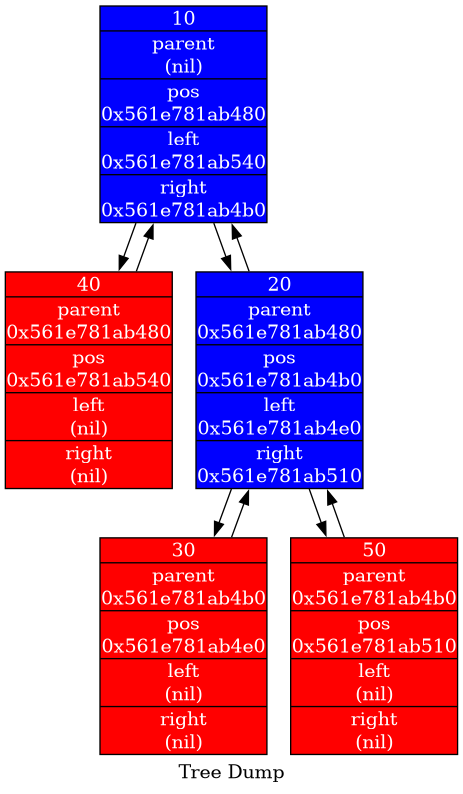 10
parent
(nil)
pos
0x561e781ab480
left
0x561e781ab540
right
0x561e781ab4b0
40
parent
0x561e781ab480
pos
0x561e781ab540
left
(nil)
right
(nil)
20
parent
0x561e781ab480
pos
0x561e781ab4b0
left
0x561e781ab4e0
right
0x561e781ab510
30
parent
0x561e781ab4b0
pos
0x561e781ab4e0
left
(nil)
right
(nil)
50
parent
0x561e781ab4b0
pos
0x561e781ab510
left
(nil)
right
(nil)
Tree Dump